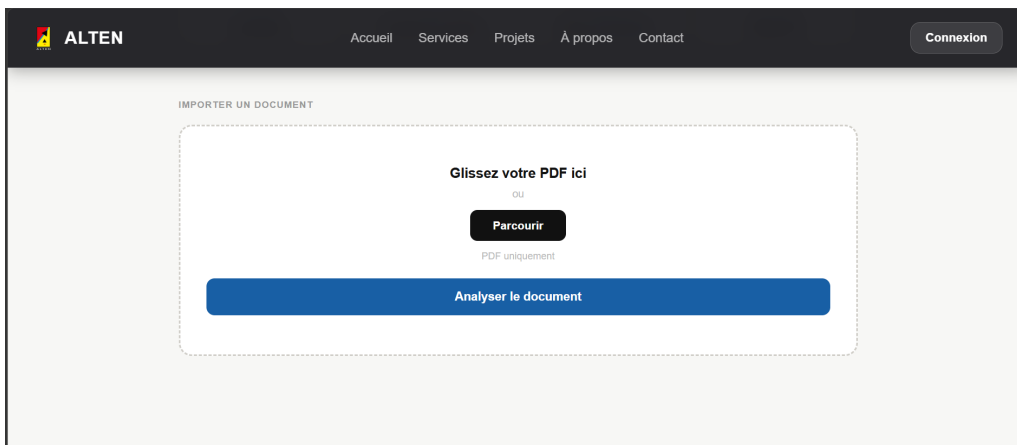 ALTEN
Accueil Services Projets À propos Contact
Connexion
IMPORTER UN DOCUMENT
Glissez votre PDF ici
ou
Parcourir
PDF uniquement
Analyser le document